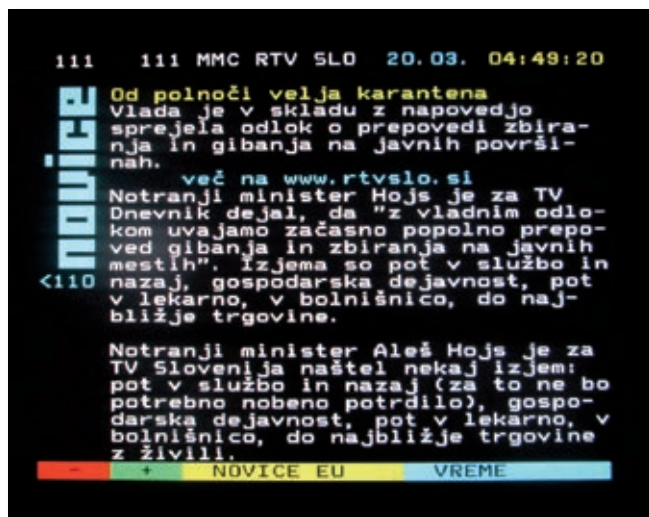 111 111 MMC RTV SLO 20.03. 04:49:20
novice
Od polnoči velja karantena
Vlada je v skladu z napovedjo
sprejela odlok o prepovedi zbira-
nja in gibanja na javnih površi-
nah.
več na www.rtvslo.si
Notranji minister Hojs je za TV
Dnevnik dejal, da "z vladnim odlo-
kom uvajamo začasno popolno prepo-
ved gibanja in zbiranja na javnih
mestih". Izjema so pot v službo in
<110 nazaj, gospodarska dejavnost, pot
v lekarno, v bolnišnico, do naj-
bližje trgovine.
Notranji minister Aleš Hojs je za
TV Slovenija naštel nekaj izjem:
pot v službo in nazaj (za to ne bo
potrebno nobeno potrdilo), gospo-
darska dejavnost, pot v lekarno, v
bolnišnico, do najbližje trgovine
z živili.
- + NOVICE EU VREME